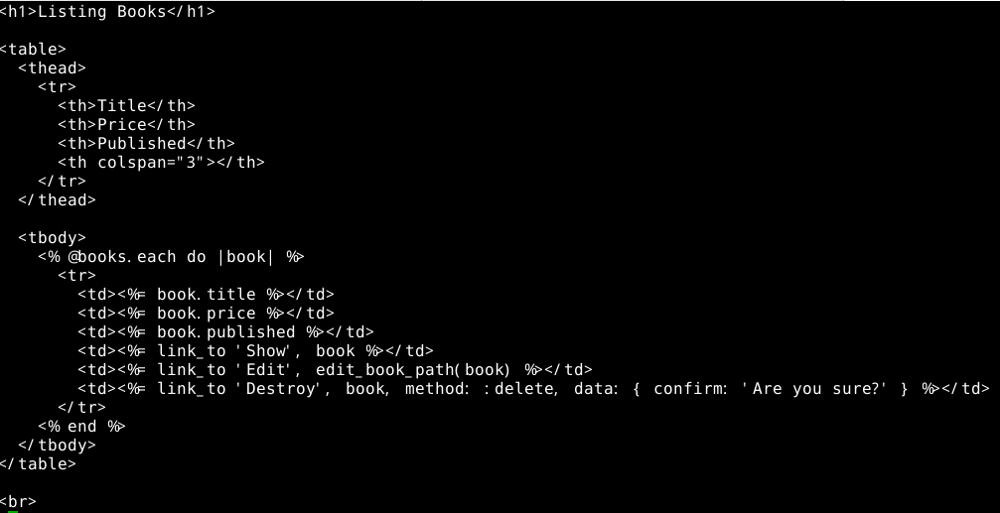 <h1>Listing Books</h1>
<table>
<thead>
<tr>
<th>Title</th>
<th>Price</th>
<th>Published</th>
<th colspan="3"></th>
</tr>
</thead>
<tbody>
<% @books.each do |book| %>
<tr>
<td><%= book.title %></td>
<td><%= book.price %></td>
<td><%= book.published %></td>
<td><%= link_to 'Show', book %></td>
<td><%= link_to 'Edit', edit_book_path(book) %></td>
<td><%= link_to 'Destroy', book, method: :delete, data: { confirm: 'Are you sure?' } %></td>
</tr>
<% end %>
</tbody>
</table>
<br>